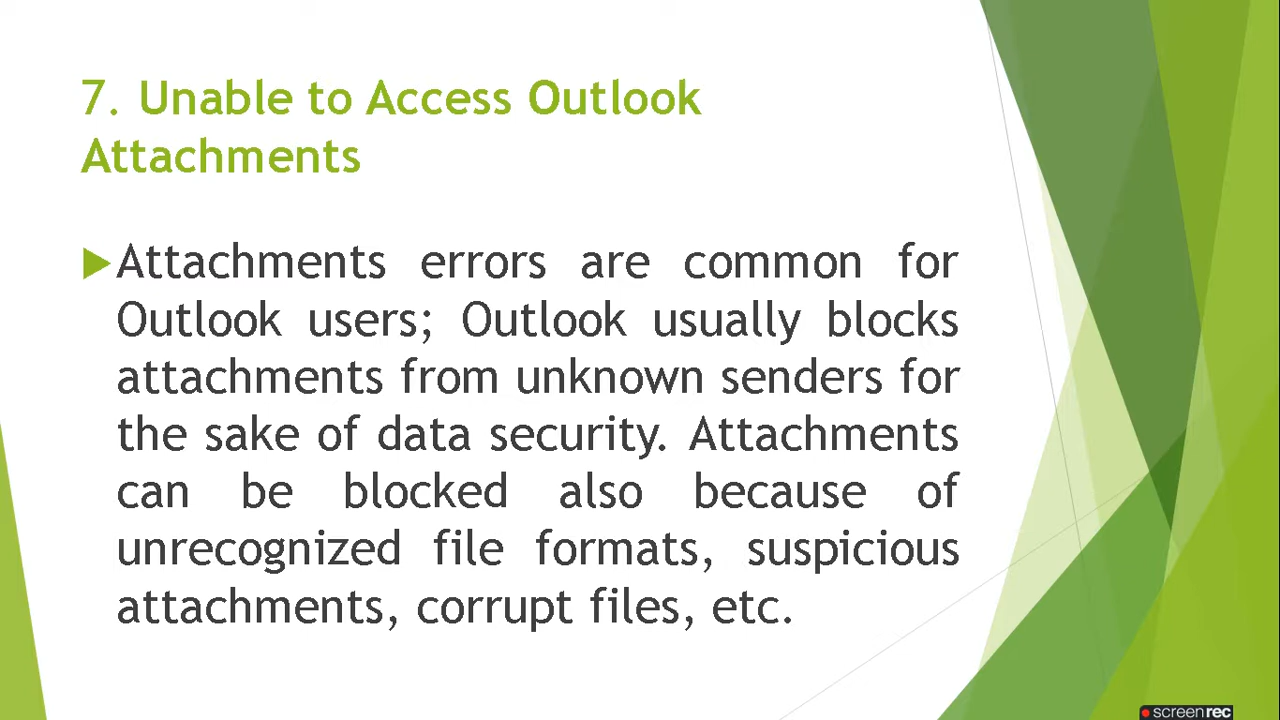 7. Unable to Access Outlook
Attachments
Attachments errors are common for
Outlook users; Outlook usually blocks
attachments from unknown senders for
the sake of data security. Attachments
can be blocked also because of
unrecognized file formats, suspicious
attachments, corrupt files, etc.
screenrec